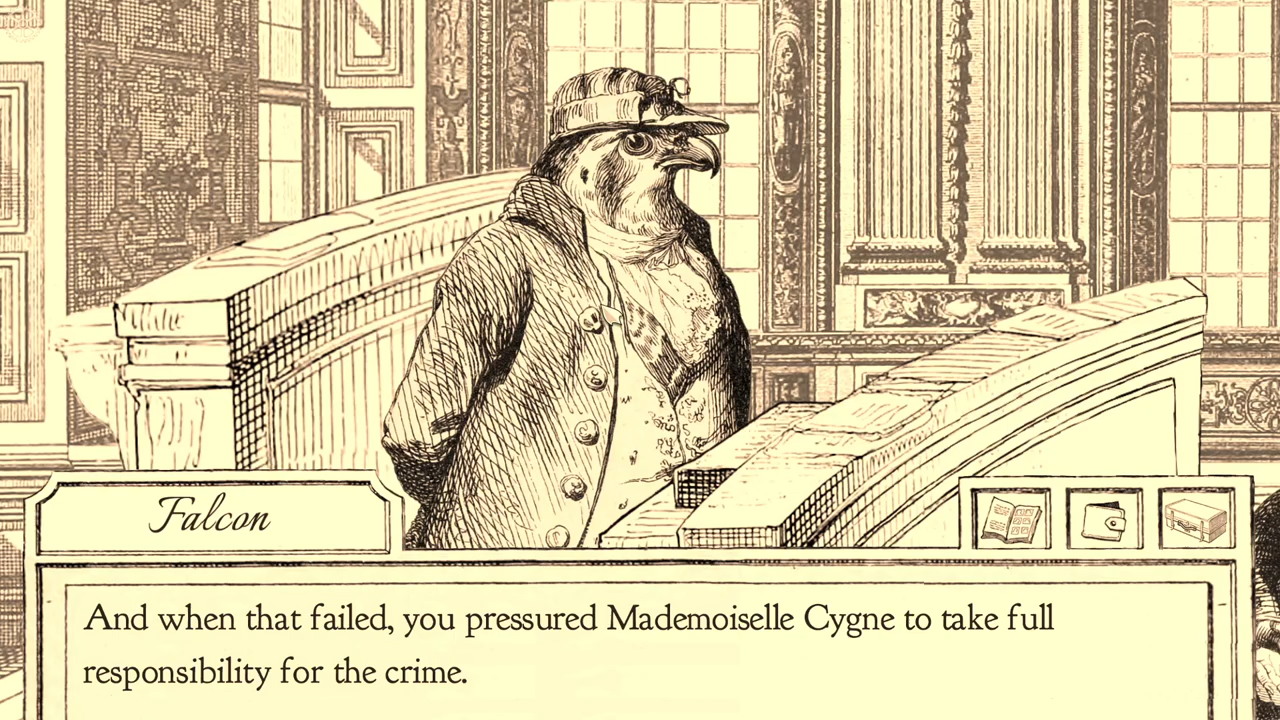 Falcon
And when that failed, you pressured Mademoiselle Cygne to take full
responsibility for the crime.